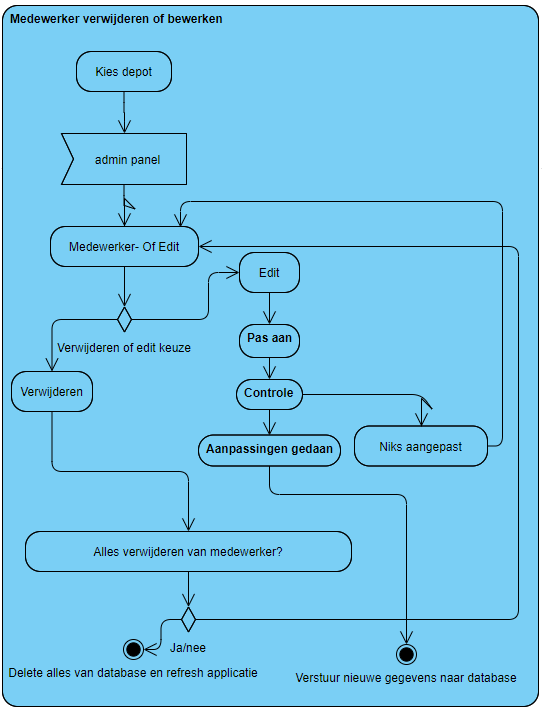 Medewerker verwijderen of bewerken
Kies depot
admin panel
Medewerker- Of Edit
Edit
Pas aan
Verwijderen of edit keuze
Verwijderen
Controle
Aanpassingen gedaan
Niks aangepast
Alles verwijderen van medewerker?
Ja/nee
Delete alles van database en refresh applicatie
Verstuur nieuwe gegevens naar database